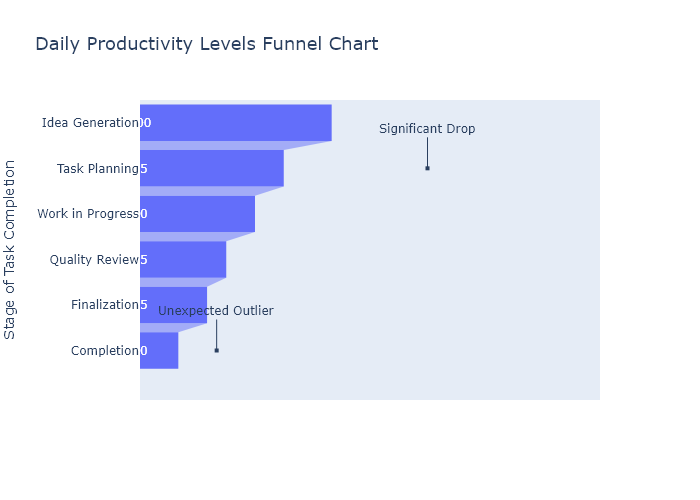 Daily Productivity Levels Funnel Chart
Idea Generation
Significant Drop
Task Planning
5
Work in Progress
0
Quality Review
5
Finalization
5
Unexpected Outlier
Completion
0
Stage of Task Completion